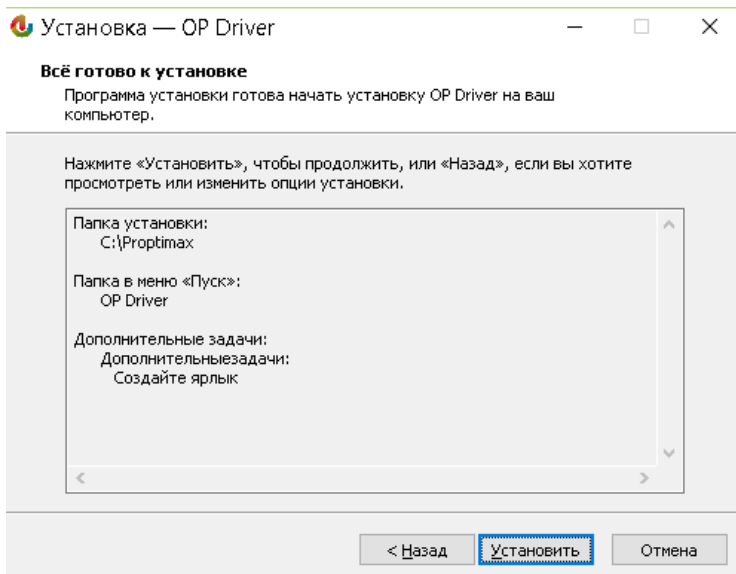 Установка — OP Driver
Всё готово к установке
Программа установки готова начать установку OP Driver на ваш
компьютер.
Нажмите «Установить», чтобы продолжить, или «Назад», если вы хотите
просмотреть или изменить опции установки.
Папка установки:
C:\Proptimax
Папка в меню «Пуск»:
OP Driver
Дополнительные задачи:
Дополнительныезадачи:
Создайте ярлык
< Назад
Установить
Отмена